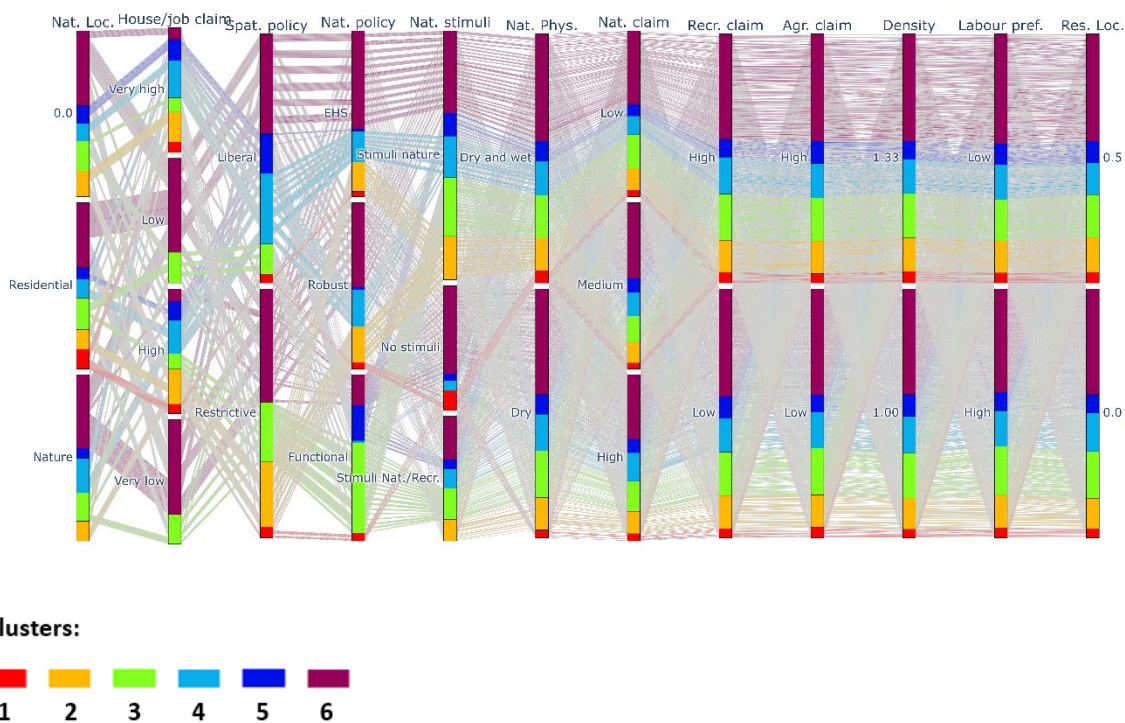 Nat. Loc.
House/job claim
Spat. policy
Nat. policy
Nat. stimuli
Nat. Phys.
Nat. claim
Recr. claim
Agr. claim
Density
Labour pref.
Res. Loc.
0.0
Very high
Liberal
EHS
Stimuli nature
Dry and wet
Low
High
High
1.33
Low
0.5
Residential
Low
High
Restrictive
Robust
No stimuli
Dry
Medium
Low
Low
1.00
High
0.0
Nature
Very low
Functional
Stimuli Nat./Recr.
High
lusters:
1 2 3 4 5 6